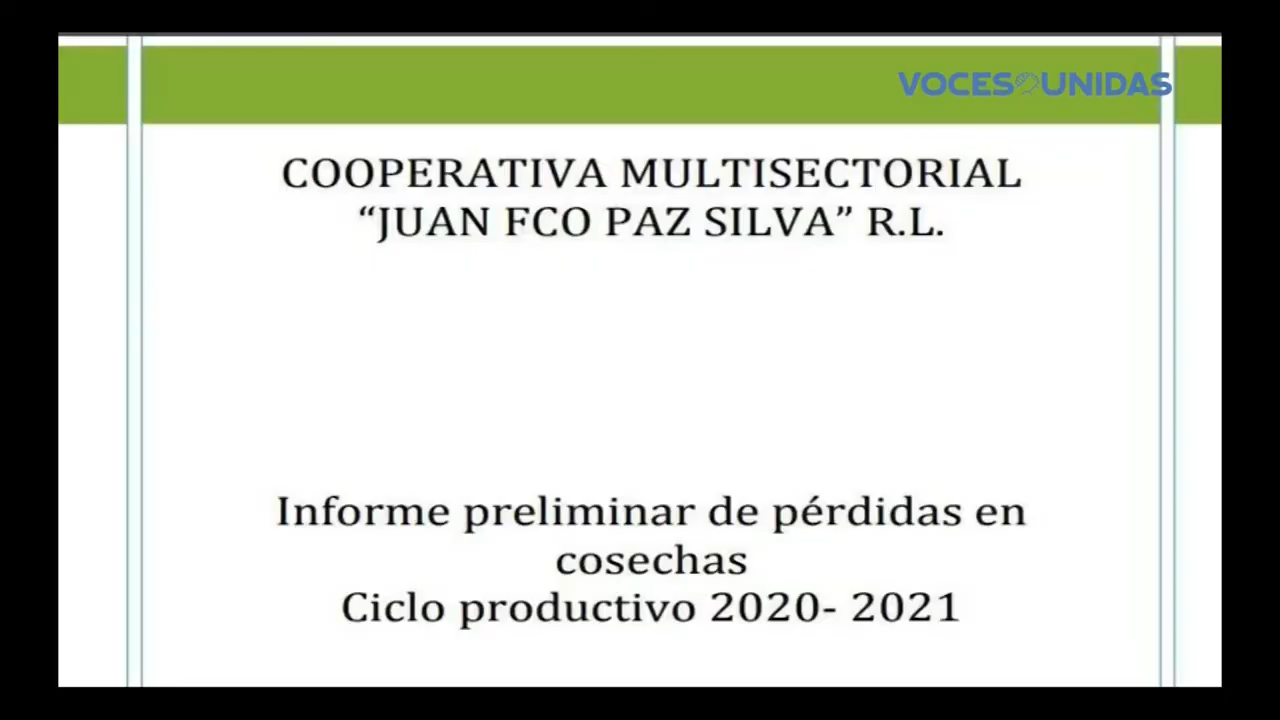 VOCES UNIDAS
COOPERATIVA MULTISECTORIAL
“JUAN FCO PAZ SILVA” R.L.
Informe preliminar de pérdidas en
cosechas
Ciclo productivo 2020- 2021